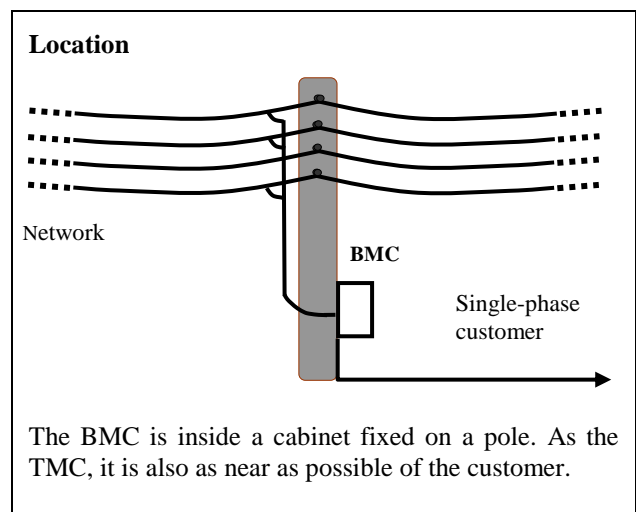 Location
Network
BMC
Single-phase
customer
The BMC is inside a cabinet fixed on a pole. As the
TMC, it is also as near as possible of the customer.